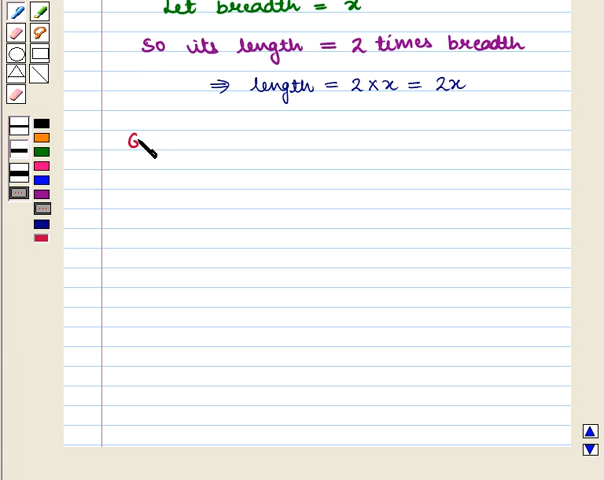 Let breadth = x
So its length = 2 times breadth
⇒ length = 2 × x = 2x
G